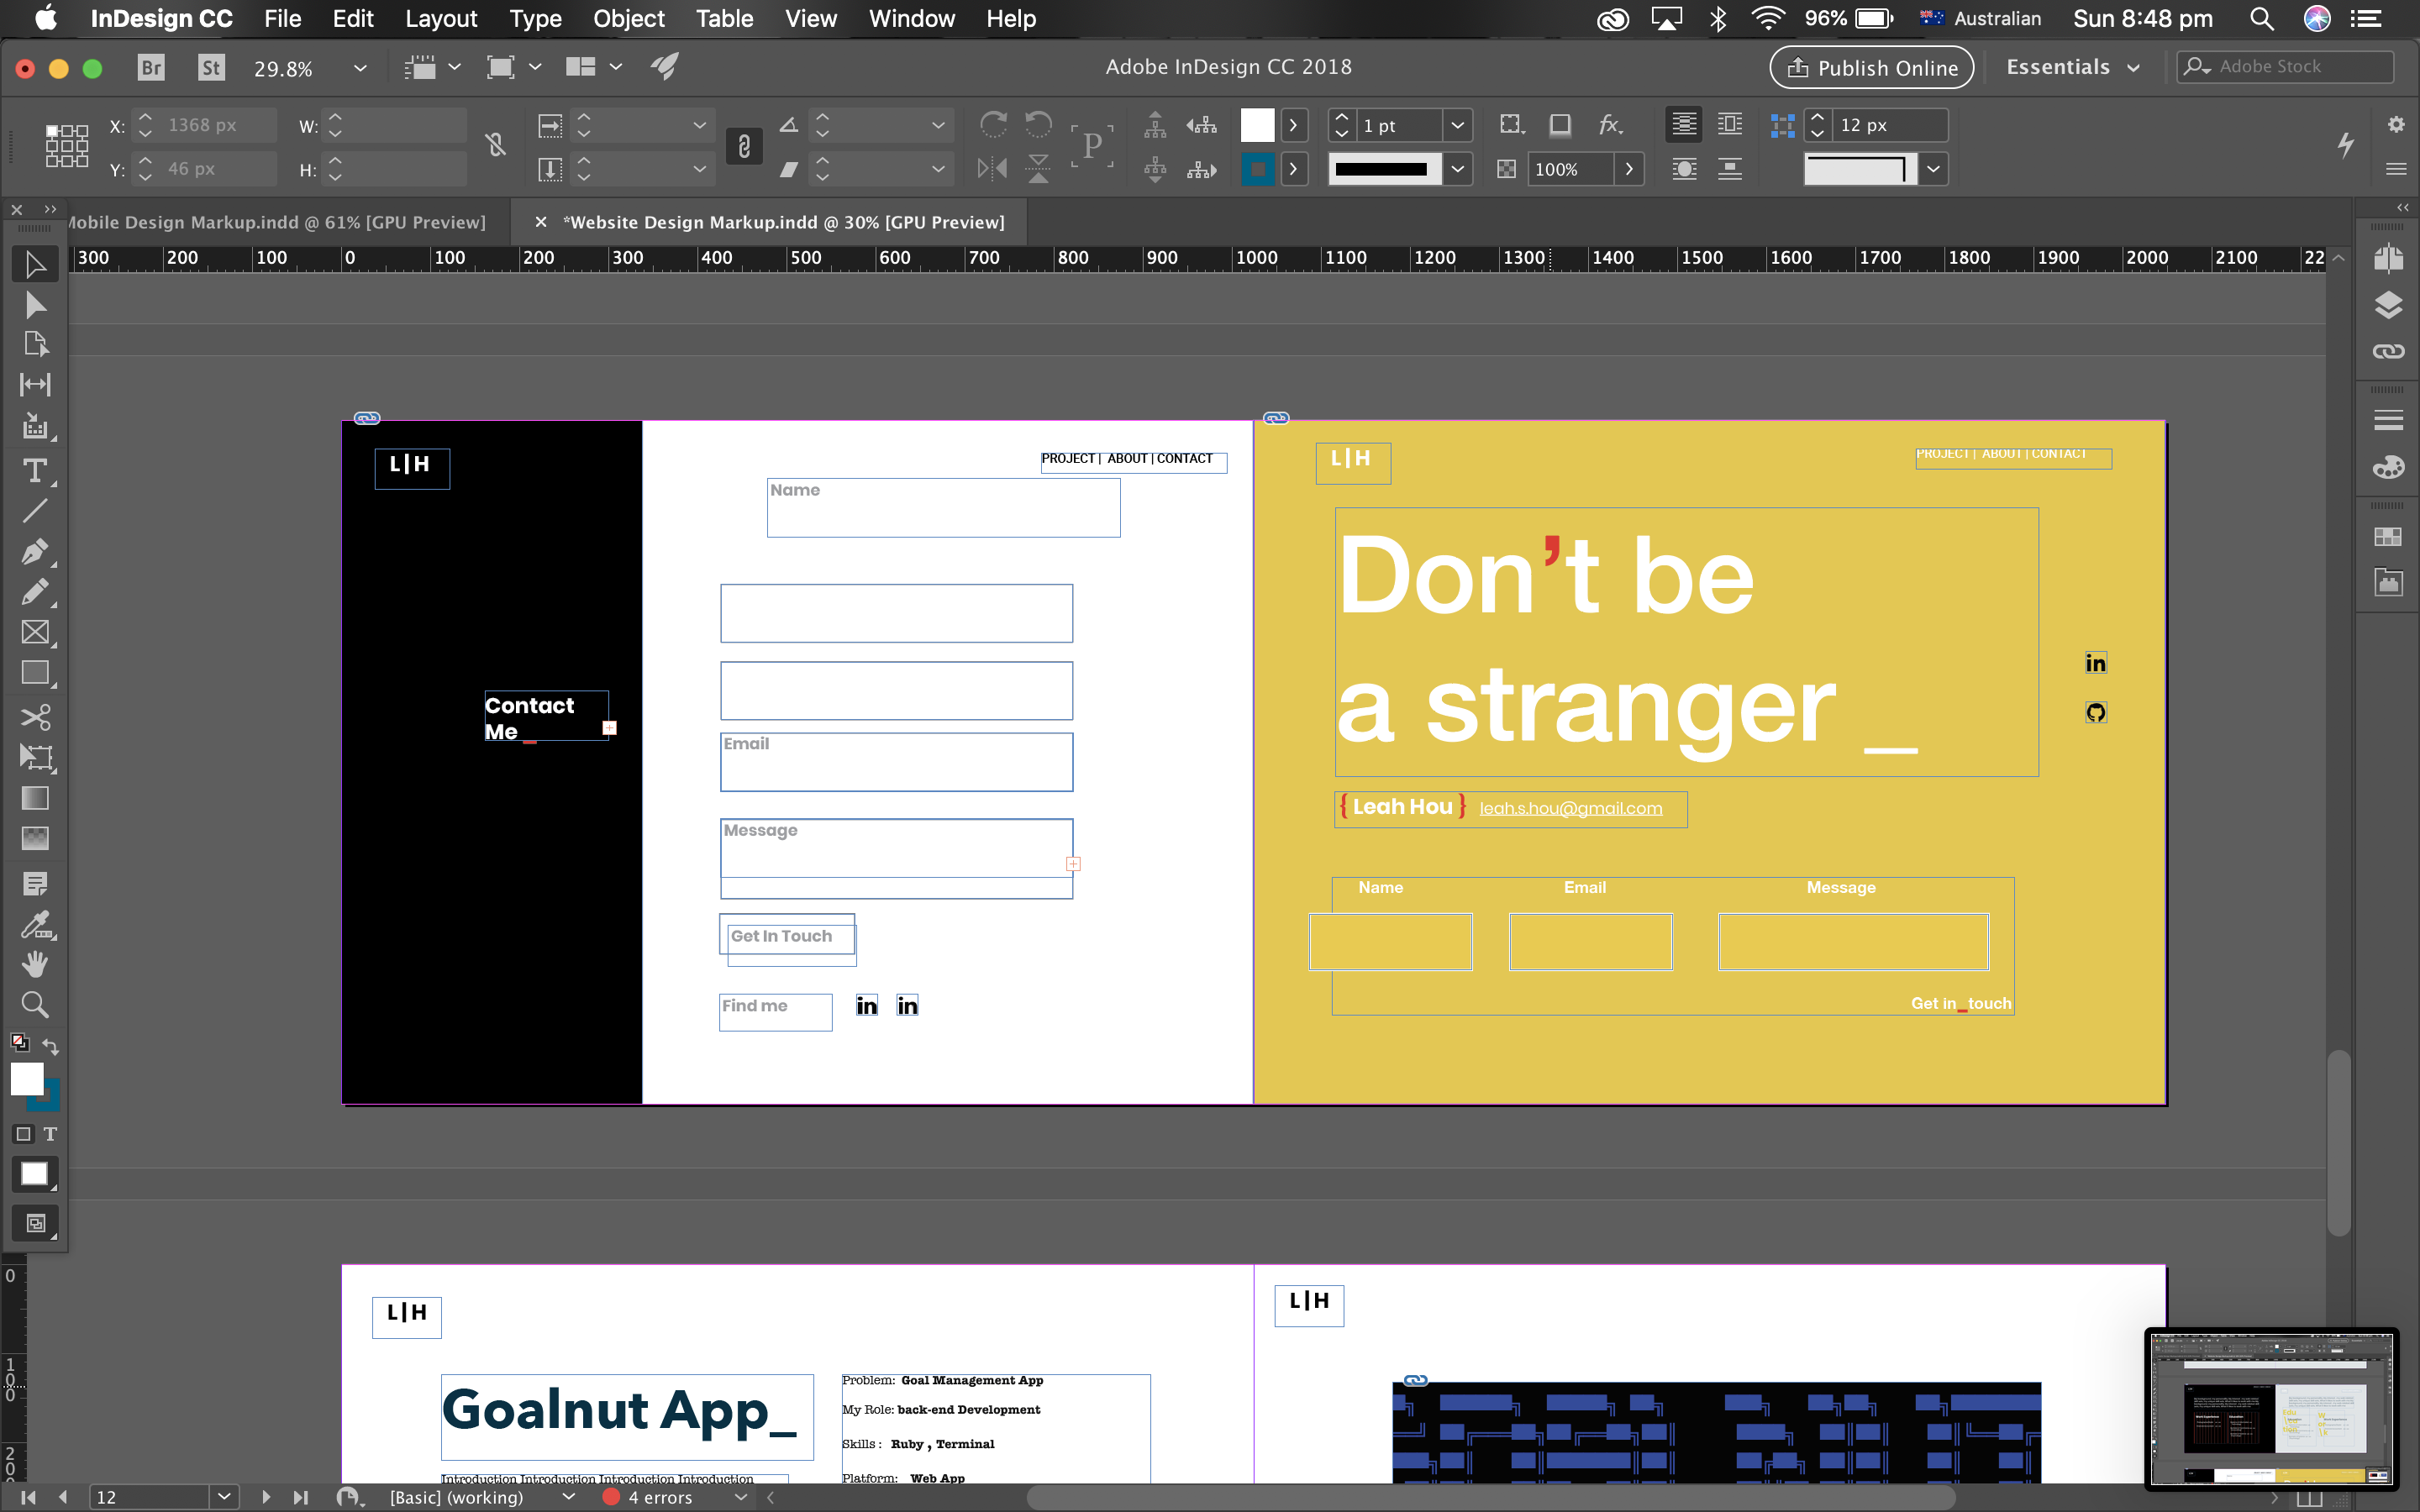 InDesign CC File Edit Layout Type Object Table View Window Help 96% Australian Sun 8:48 pm
Br St 29.8% Adobe InDesign CC 2018 Publish Online Essentials Adobe Stock
X: 1368 px W: 1 pt fx. 12 px
Y: 46 px H: P 100%
Mobile Design Markup.indd @ 61% [GPU Preview] *Website Design Markup.indd @ 30% [GPU Preview]
300 200 100 0 100 200 300 400 500 600 700 800 900 1000 1100 1200 1300 1400 1500 1600 1700 1800 1900 2000 2100 22
L|H
PROJECT | ABOUT | CONTACT
Name
Contact
Me_
Email
Message
Get In Touch
Find me in in
L|H
PROJECT | ABOUT | CONTACT
Don't be
a stranger _
in
{ Leah Hou } leah.s.hou@gmail.com
Name Email Message
Get in_touch
L|H
Goalnut App_
Introduction Introduction Introduction Introduction
Problem: Goal Management App
My Role: back-end Development
Skills : Ruby , Terminal
Platform: Web App
L|H
T
T
0
100
200
12 [Basic] (working) 4 errors